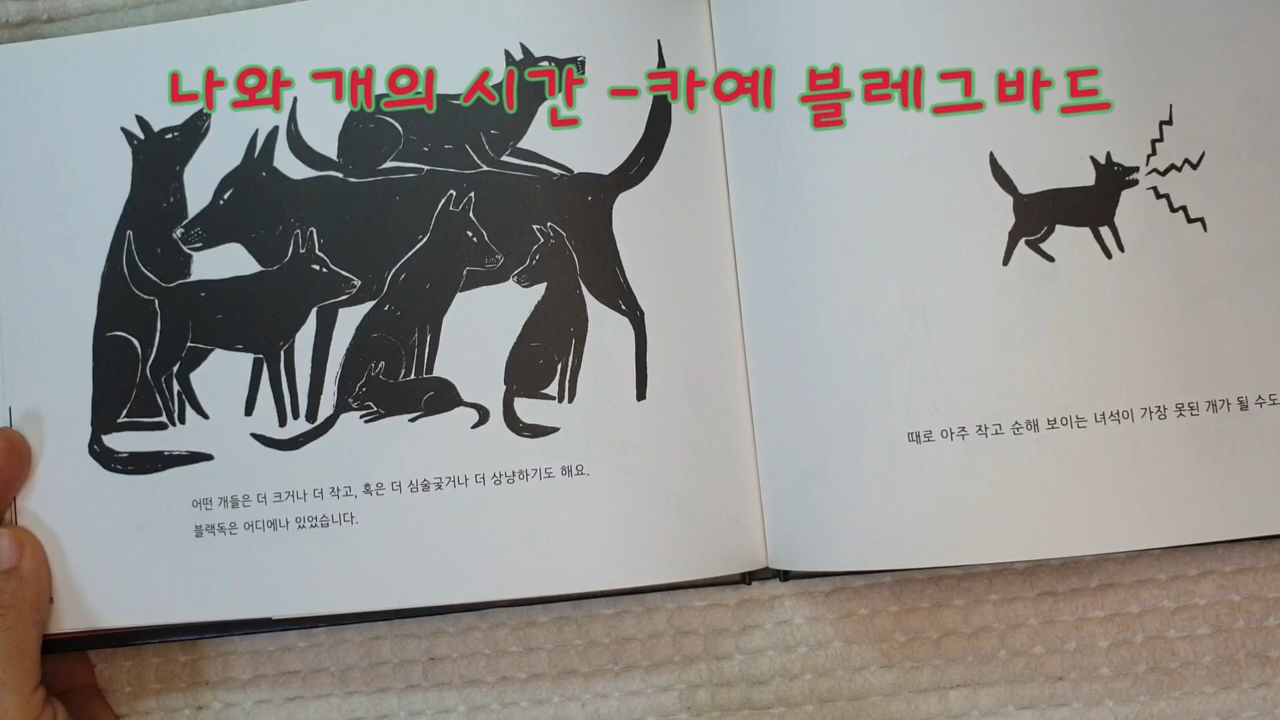 나와 개의 시간 -카예 블레그바드
어떤 개들은 더 크거나 더 작고, 혹은 더 심술궂거나 더 상냥하기도 해요.
블랙독은 어디에나 있었습니다.
때로 아주 작고 순해 보이는 녀석이 가장 못된 개가 될 수도